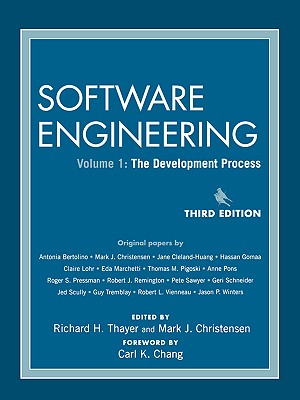 SOFTWARE
ENGINEERING
Volume 1: The Development Process
THIRD EDITION
Original papers by
Antonia Bertolino • Mark J. Christensen • Jane Cleland-Huang • Hassan Gomaa
Claire Lohr • Eda Marchetti • Thomas M. Pigoski • Anne Pons
Roger S. Pressman • Robert J. Remington • Pete Sawyer • Geri Schneider
Jed Scully • Guy Tremblay • Robert L. Vienneau • Jason P. Winters
EDITED BY
Richard H. Thayer and Mark J. Christensen
FOREWORD BY
Carl K. Chang